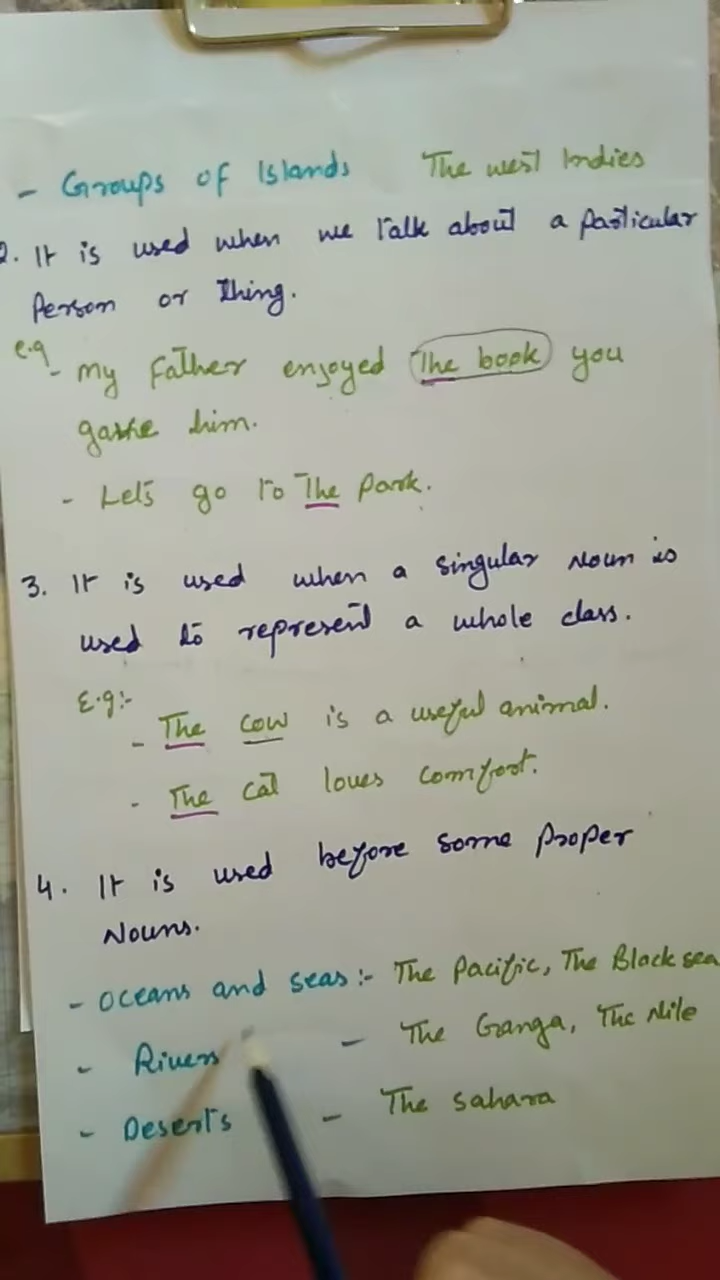 - Groups of Islands The west Indies
2. It is used when we talk about a particular
Person or thing.
e.g - My Father enjoyed The book you
gave him.
- Let's go to The Park.
3. It is used when a singular Noun is
used to represent a whole class.
E.g:-
- The cow is a useful animal.
- The cat loves comfort.
4. It is used before some proper
Nouns.
- Oceans and seas:- The Pacific, The Black sea
- Rivers - The Ganga, The Nile
- Deserts - The Sahara